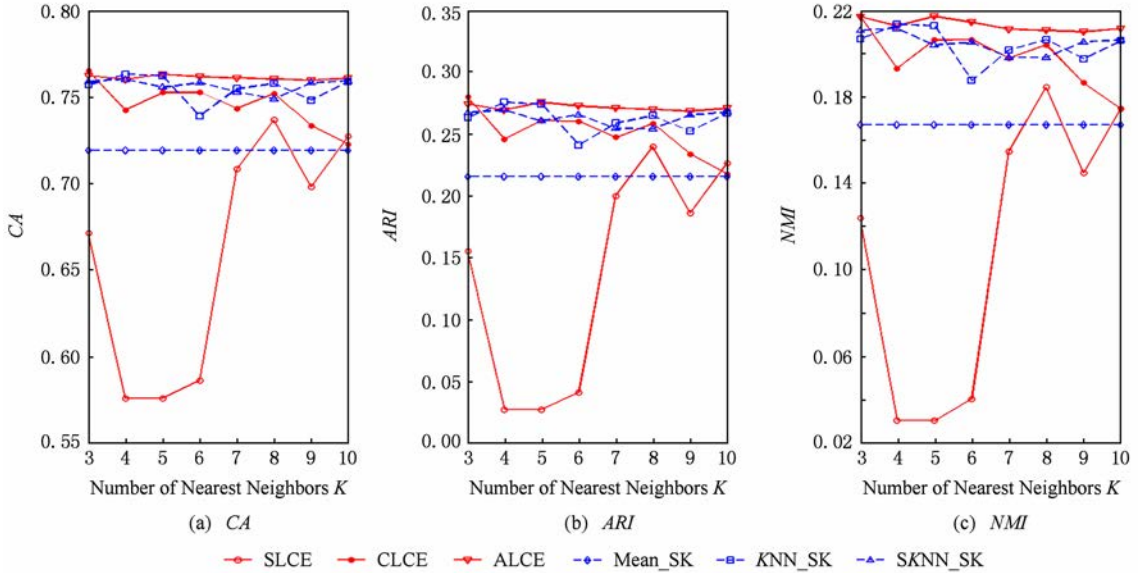 0. 80
0. 75
0. 70
0. 65
0. 60
0. 55
CA
3 4 5 6 7 8 9 10
Number of Nearest Neighbors K
(a) CA
0. 35
0. 30
0. 25
0. 20
0. 15
0. 10
0. 05
0. 00
ARI
3 4 5 6 7 8 9 10
Number of Nearest Neighbors K
(b) ARI
0. 22
0. 18
0. 14
0. 10
0. 06
0. 02
NMI
3 4 5 6 7 8 9 10
Number of Nearest Neighbors K
(c) NMI
SLCE CLCE ALCE Mean_SK KNN_SK SKNN_SK